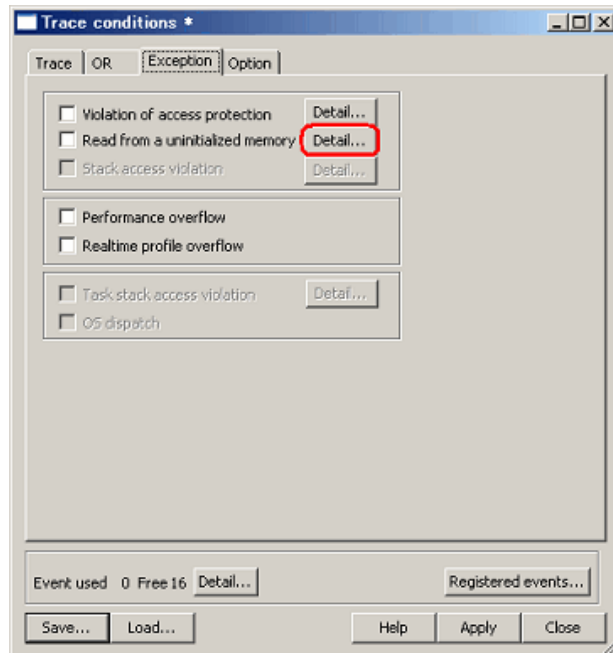 Trace conditions *
Trace OR Exception Option
Violation of access protection Detail...
Read from a uninitialized memory Detail...
Stack access violation Detail...
Performance overflow
Realtime profile overflow
Task stack access violation Detail...
OS dispatch
Event used 0 Free 16 Detail... Registered events...
Save... Load... Help Apply Close